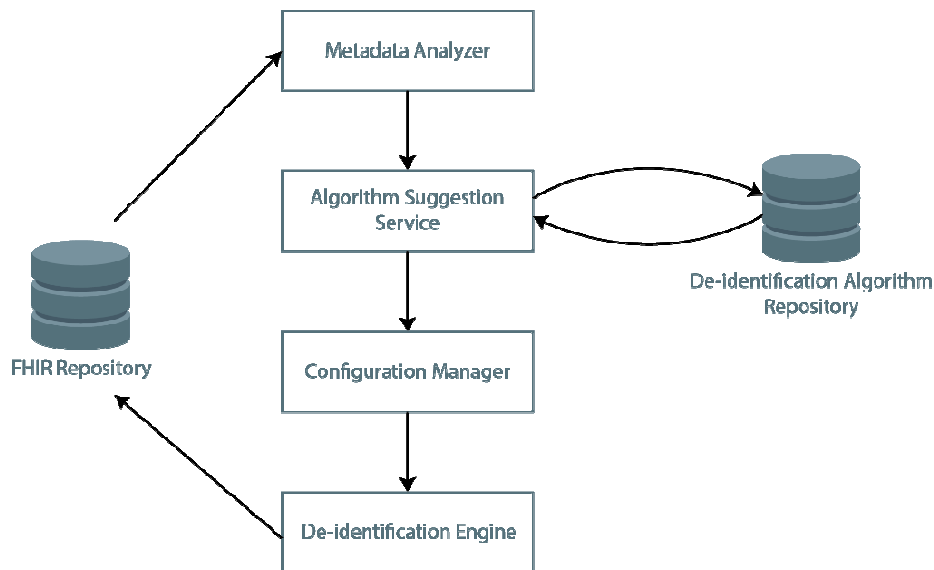 Metadata Analyzer
Algorithm Suggestion
Service
De-identification Algorithm
Repository
FHIR Repository
Configuration Manager
De-identification Engine